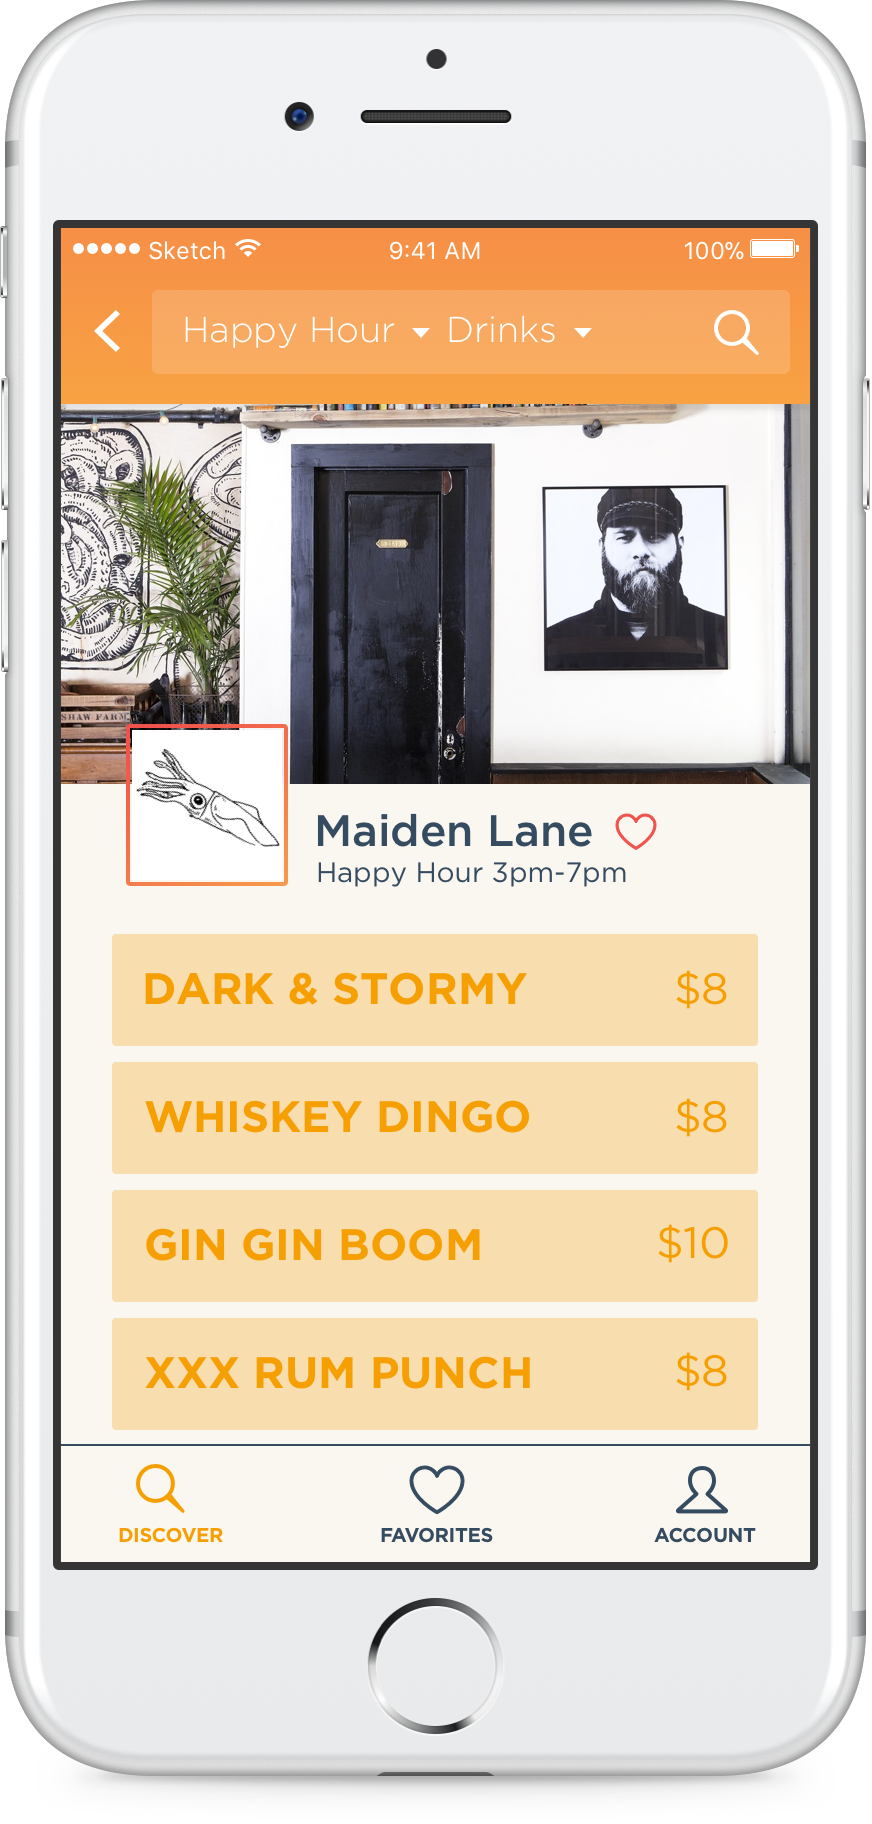 Sketch 9:41 AM 100%
Happy Hour Drinks
SHAW FARM
Maiden Lane
Happy Hour 3pm-7pm
DARK & STORMY $8
WHISKEY DINGO $8
GIN GIN BOOM $10
XXX RUM PUNCH $8
DISCOVER FAVORITES ACCOUNT